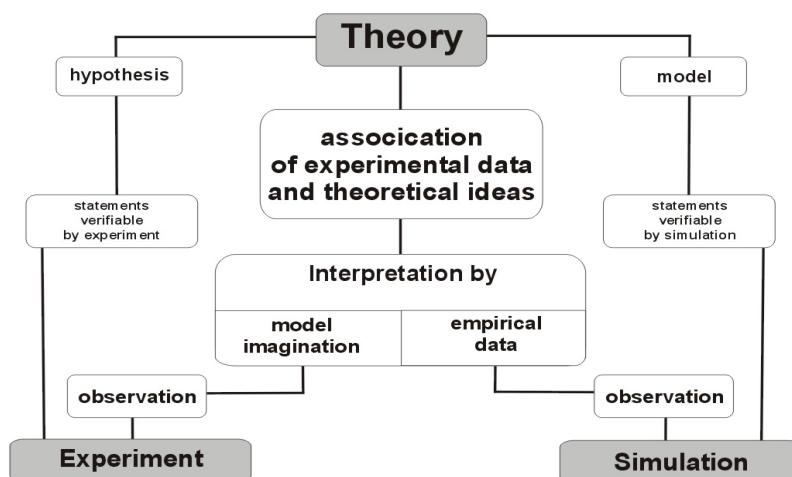 Theory
hypothesis
model
assocication
of experimental data
and theoretical ideas
statements
verifiable
by experiment
statements
verifiable
by simulation
Interpretation by
model
imagination
empirical
data
observation
observation
Experiment
Simulation